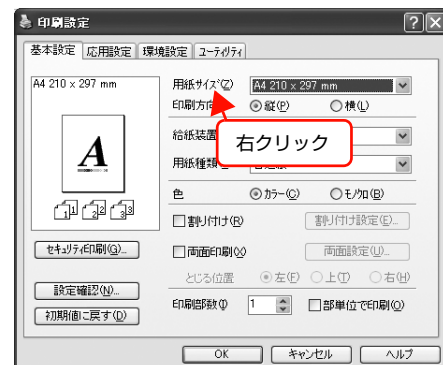 印刷設定
基本設定 応用設定 環境設定 ユーティリティ
A4 210 x 297 mm
用紙サイズ(Z) A4 210 x 297 mm
印刷方向 縦(P) 横(L)
右クリック
給紙装置
A
用紙種類
色 カラー(C) モノクロ(B)
1 1 2 2 3 3
割り付け(R) 割り付け設定(E)...
セキュリティ印刷(G)... 両面印刷(X) 両面設定(U)...
とじる位置 左(F) 上(T) 右(H)
設定確認(N)...
印刷部数(I) 1 部単位で印刷(O)
初期値に戻す(D)
OK キャンセル ヘルプ